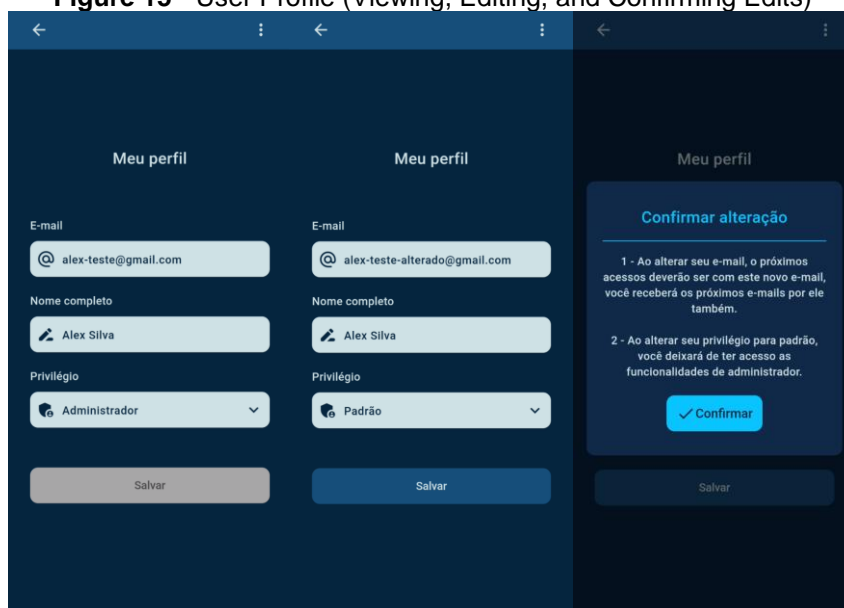 Figure 15 - User Profile (Viewing, Editing, and Confirming Edits)
Meu perfil
E-mail
alex-teste@gmail.com
Nome completo
Alex Silva
Privilégio
Administrador
Salvar
Meu perfil
E-mail
alex-teste-alterado@gmail.com
Nome completo
Alex Silva
Privilégio
Padrão
Salvar
Meu perfil
Confirmar alteração
1 - Ao alterar seu e-mail, o próximos
acessos deverão ser com este novo e-mail,
você receberá os próximos e-mails por ele
também.
2 - Ao alterar seu privilégio para padrão,
você deixará de ter acesso as
funcionalidades de administrador.
Confirmar
Salvar